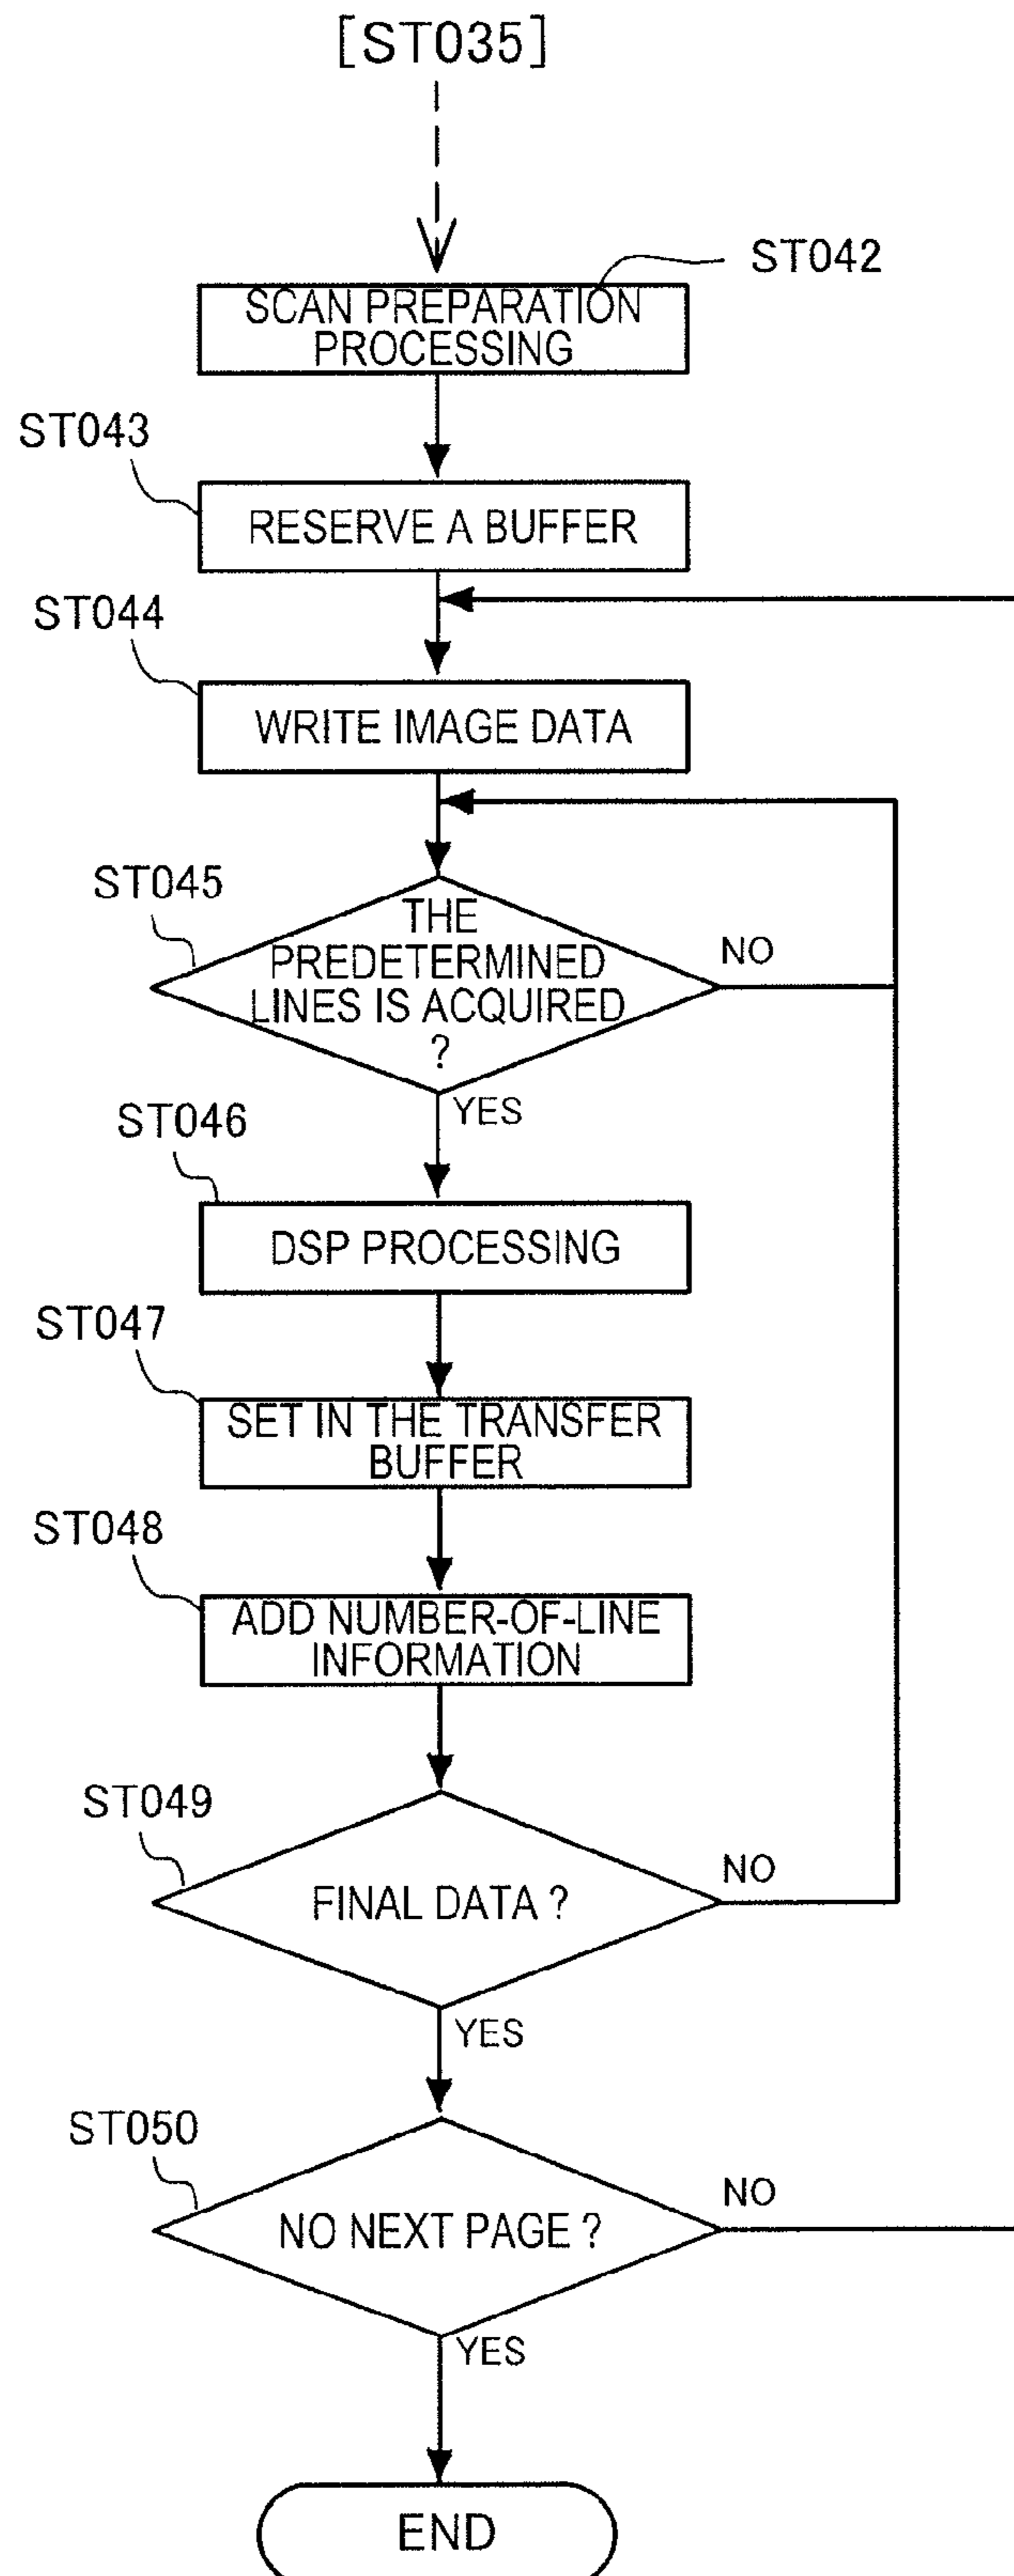 [ST035]
ST042
SCAN PREPARATION
PROCESSING
ST043
RESERVE A BUFFER
ST044
WRITE IMAGE DATA
ST045
THE
PREDETERMINED
LINES IS ACQUIRED
?
NO
YES
ST046
DSP PROCESSING
ST047
SET IN THE TRANSFER
BUFFER
ST048
ADD NUMBER-OF-LINE
INFORMATION
ST049
FINAL DATA ?
NO
YES
ST050
NO NEXT PAGE ?
NO
YES
END